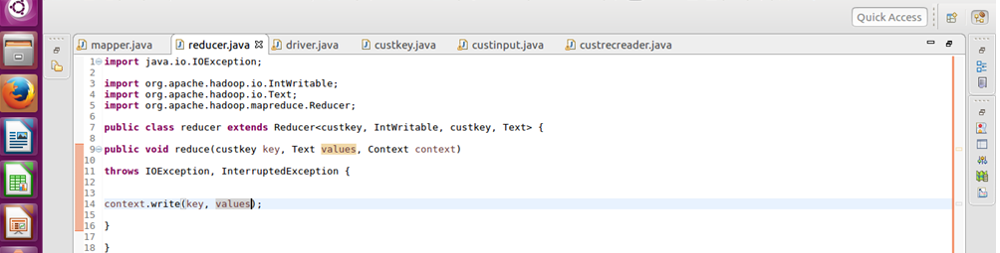 Quick Access
mapper.java reducer.java driver.java custkey.java custinput.java custrecreader.java
1 import java.io.IOException;
2
3 import org.apache.hadoop.io.IntWritable;
4 import org.apache.hadoop.io.Text;
5 import org.apache.hadoop.mapreduce.Reducer;
6
7 public class reducer extends Reducer<custkey, IntWritable, custkey, Text> {
8
9 public void reduce(custkey key, Text values, Context context)
10
11 throws IOException, InterruptedException {
12
13
14 context.write(key, values);
15
16 }
17
18 }